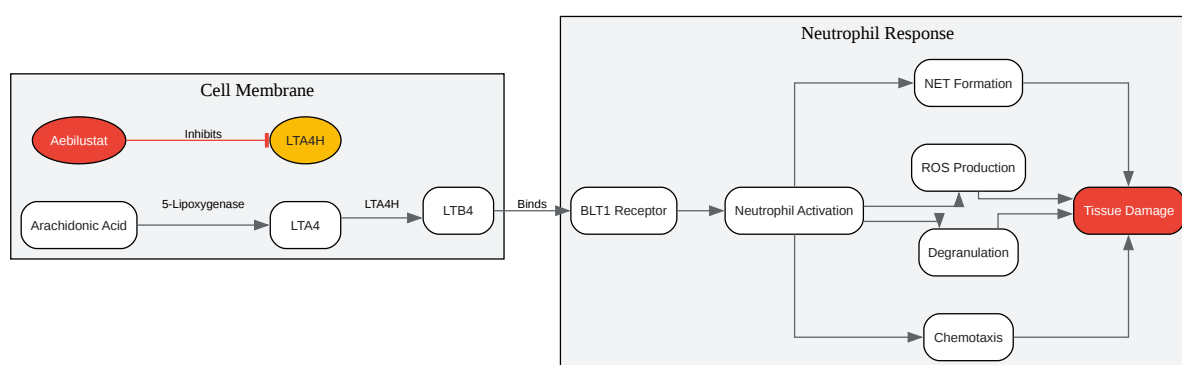 Neutrophil Response
Cell Membrane
NET Formation
Aebilustat
Inhibits
LTA4H
ROS Production
5-Lipoxygenase
LTA4H
Binds
Arachidonic Acid
LTA4
LTB4
BLT1 Receptor
Neutrophil Activation
Tissue Damage
Degranulation
Chemotaxis